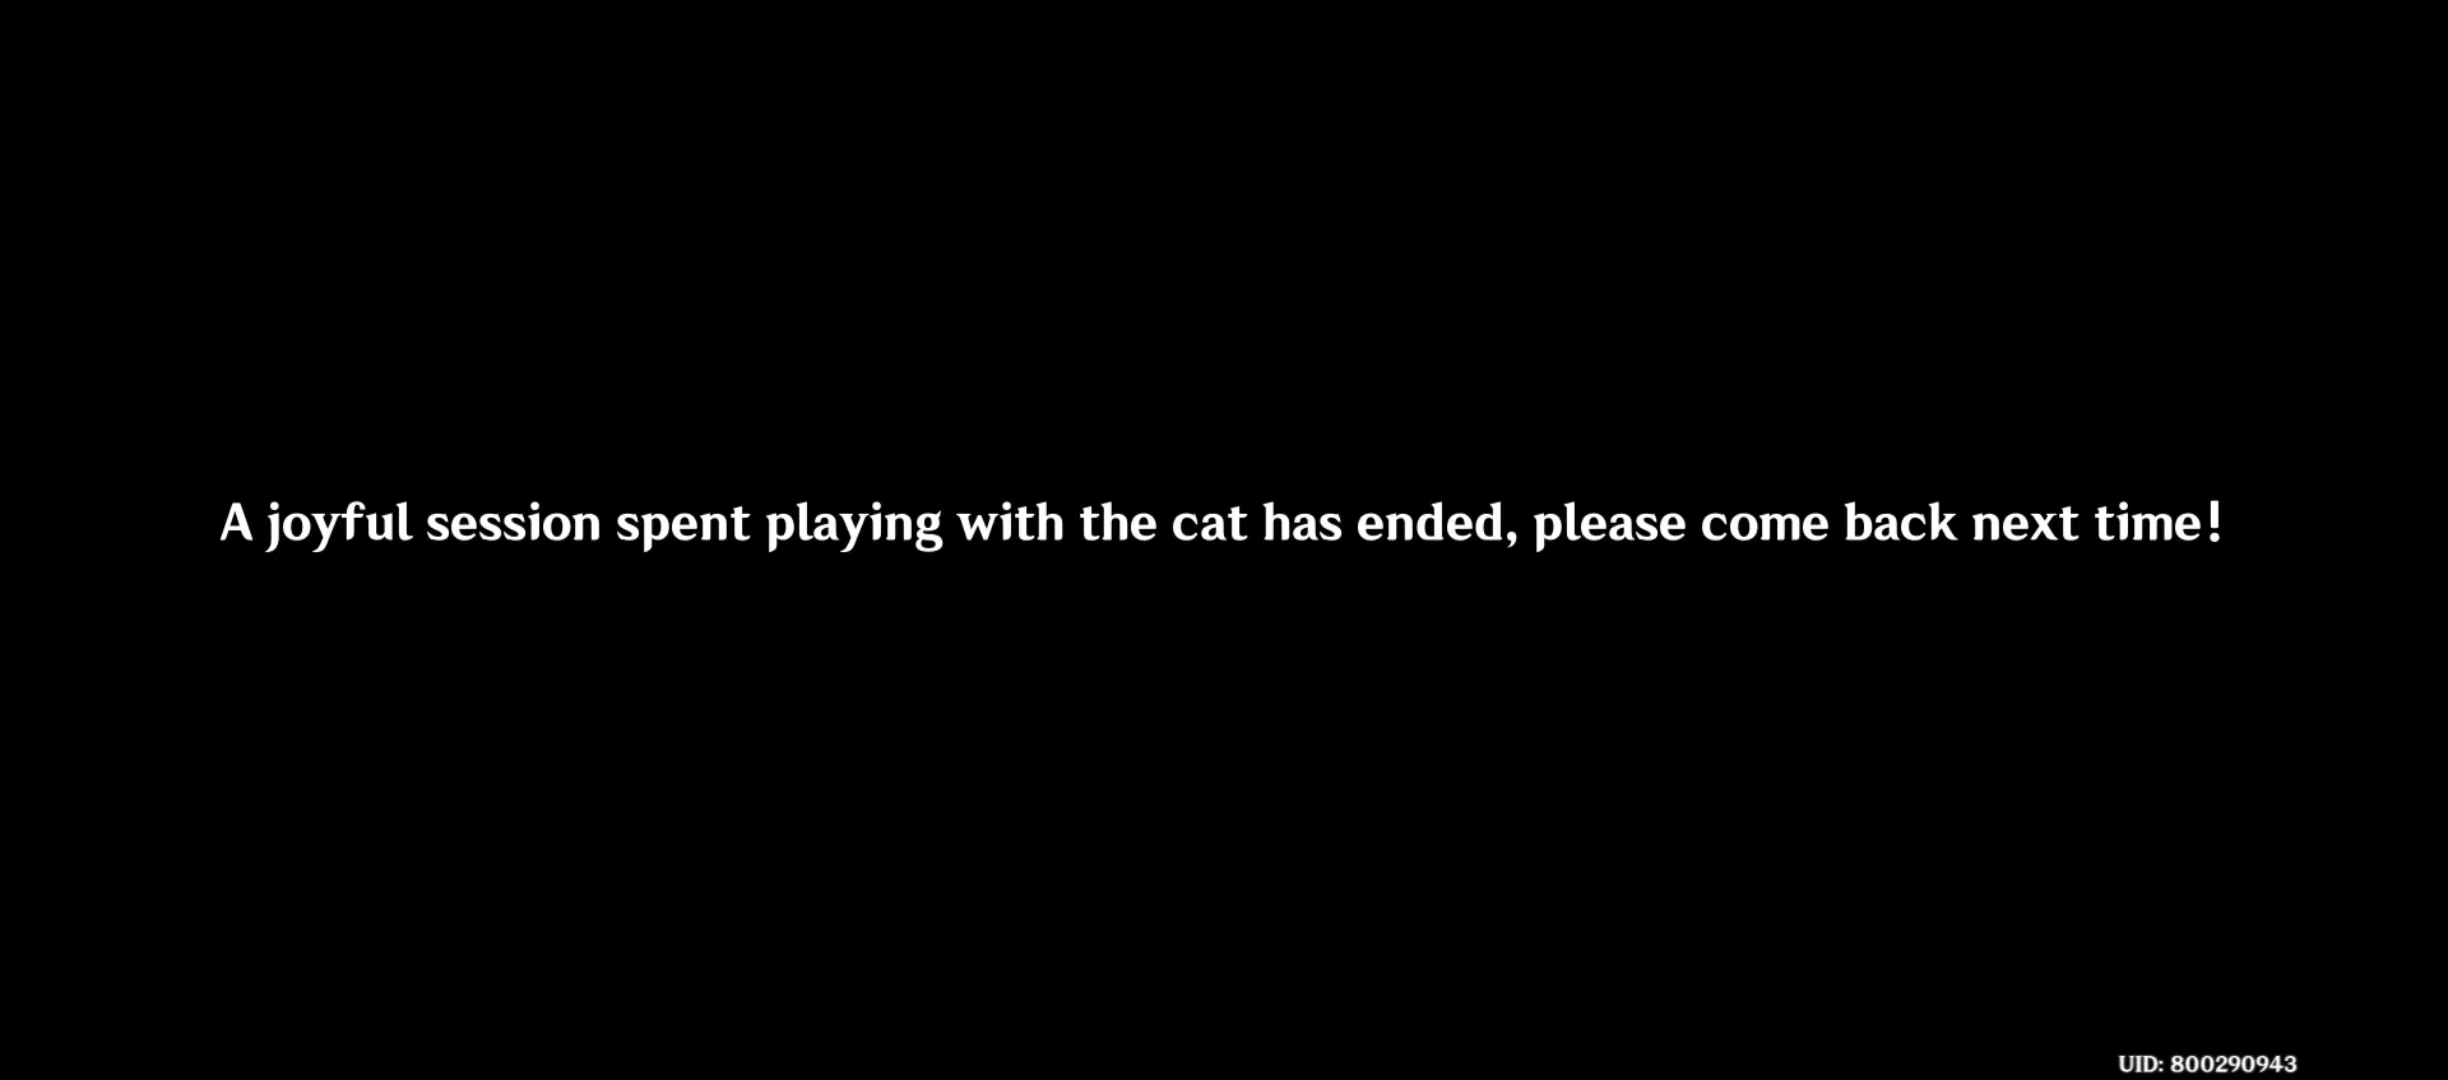 A joyful session spent playing with the cat has ended, please come back next time!
UID: 800290943